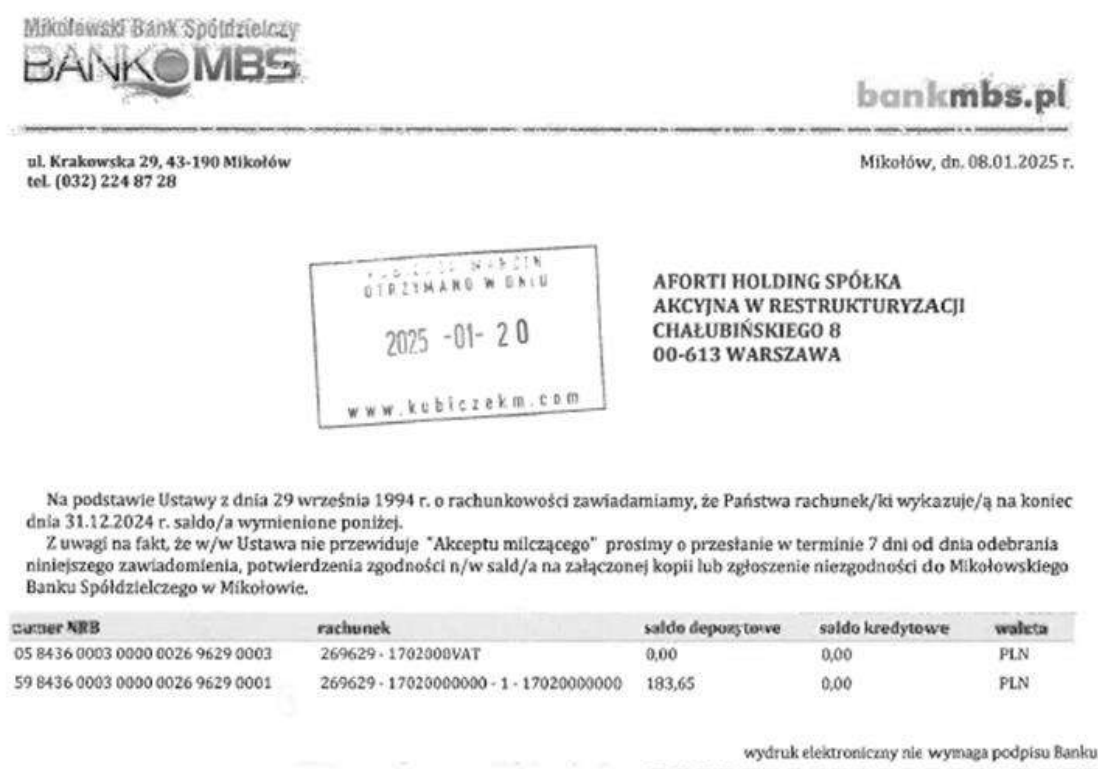 Mikołowski Bank Spółdzielczy
BANK MBS
bankmbs.pl
ul. Krakowska 29, 43-190 Mikołów
tel. (032) 224 87 28
Mikołów, dn. 08.01.2025 r.
OTRZYMANO W DNIU
2025 -01- 20
www.kubiczekm.com
AFORTI HOLDING SPÓŁKA
AKCYJNA W RESTRUKTURYZACJI
CHAŁUBIŃSKIEGO 8
00-613 WARSZAWA
Na podstawie Ustawy z dnia 29 września 1994 r. o rachunkowości zawiadamiamy, że Państwa rachunek/ki wykazuje/ą na koniec
dnia 31.12.2024 r. saldo/a wymienione poniżej.
Z uwagi na fakt, że w/w Ustawa nie przewiduje "Akceptu milczącego" prosimy o przesłanie w terminie 7 dni od dnia odebrania
niniejszego zawiadomienia, potwierdzenia zgodności n/w sald/a na załączonej kopii lub zgłoszenie niezgodności do Mikołowskiego
Banku Spółdzielczego w Mikołowie.
numer NRB rachunek saldo depozytowe saldo kredytowe waluta
05 8436 0003 0000 0026 9629 0003 269629 - 1702000VAT 0,00 0,00 PLN
59 8436 0003 0000 0026 9629 0001 269629 - 17020000000 - 1 - 17020000000 183,65 0,00 PLN
wydruk elektroniczny nie wymaga podpisu Banku